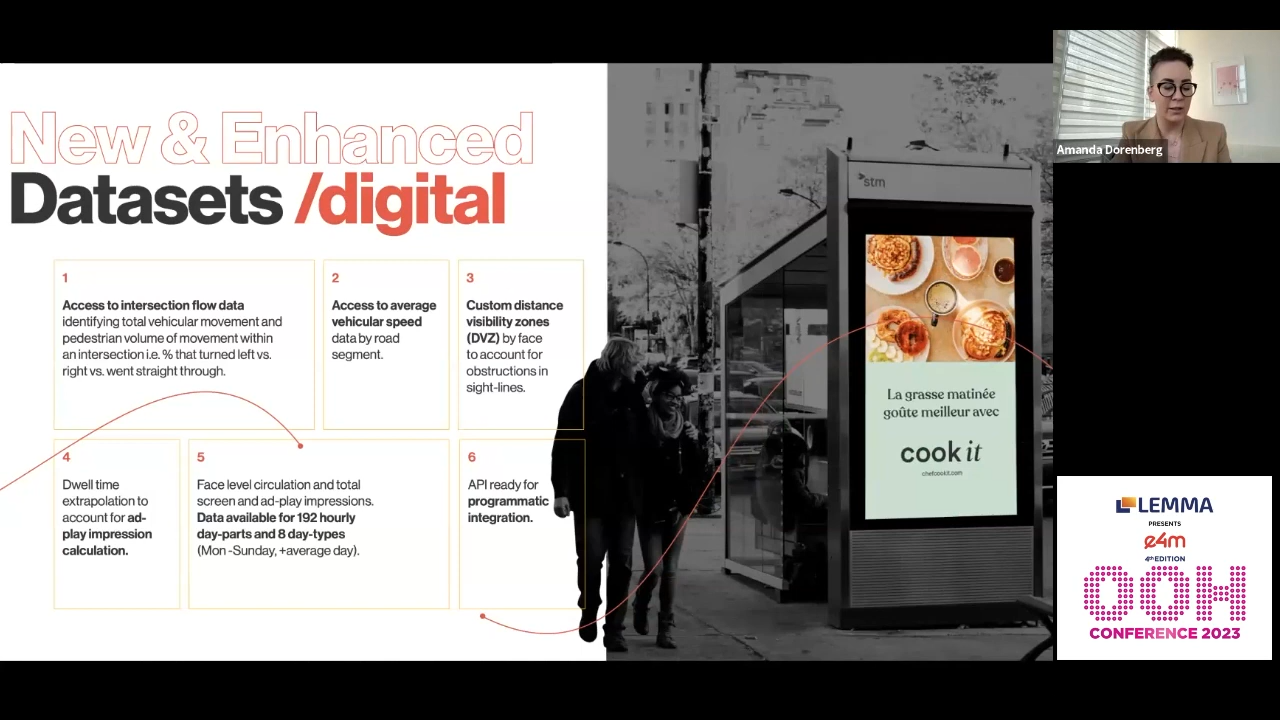 New & Enhanced
Datasets /digital
1
Access to intersection flow data
identifying total vehicular movement and
pedestrian volume of movement within
an intersection i.e. % that turned left vs.
right vs. went straight through.
2
Access to average
vehicular speed
data by road
segment.
3
Custom distance
visibility zones
(DVZ) by face
to account for
obstructions in
sight-lines.
4
Dwell time
extrapolation to
account for ad-
play impression
calculation.
5
Face level circulation and total
screen and ad-play impressions.
Data available for 192 hourly
day-parts and 8 day-types
(Mon -Sunday, +average day).
6
API ready for
programmatic
integration.
stm
La grasse matinée
goûte meilleur avec
cook it
chefcookit.com
Amanda Dorenberg
LEMMA
PRESENTS
e4m
4th EDITION
OOH
CONFERENCE 2023